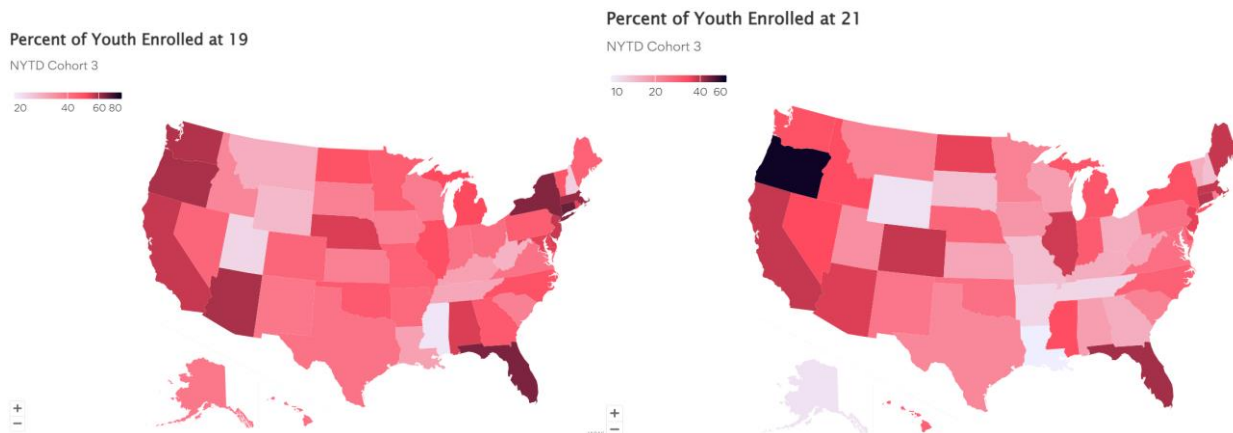 Percent of Youth Enrolled at 19
NYTD Cohort 3
20 40 60 80
+
−
Percent of Youth Enrolled at 21
NYTD Cohort 3
10 20 40 60
+
−